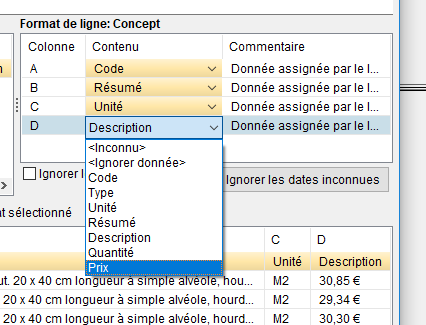 Format de ligne: Concept
Colonne Contenu Commentaire
A Code Donnée assignée par le l...
B Résumé Donnée assignée par le l...
C Unité Donnée assignée par le l...
D Description Donnée assignée par le l...
<Inconnu>
<Ignorer donnée>
Code
Type
Unité
Résumé
Description
Quantité
Prix
Ignorer l
Ignorer les dates inconnues
at sélectionné
C D
Unité Description
ut. 20 x 40 cm longueur à simple alvéole, hourd... M2 30,85 €
20 x 40 cm longueur à simple alvéole, hourd... M2 29,34 €
20 x 40 cm longueur à simple alvéole, hourd... M2 30,30 €